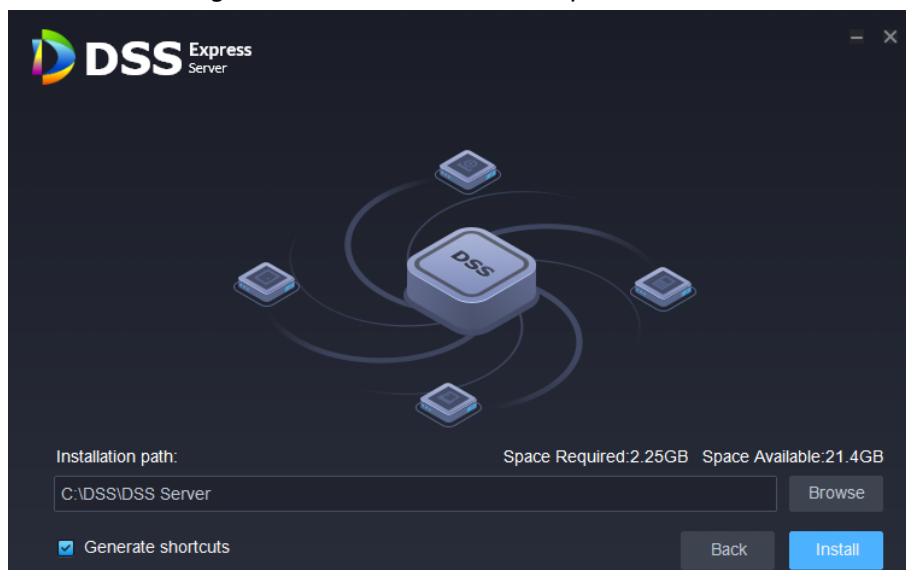 DSS Express
Server
DSS
Installation path:
Space Required:2.25GB Space Available:21.4GB
C:\DSS\DSS Server
Browse
Generate shortcuts
Back
Install